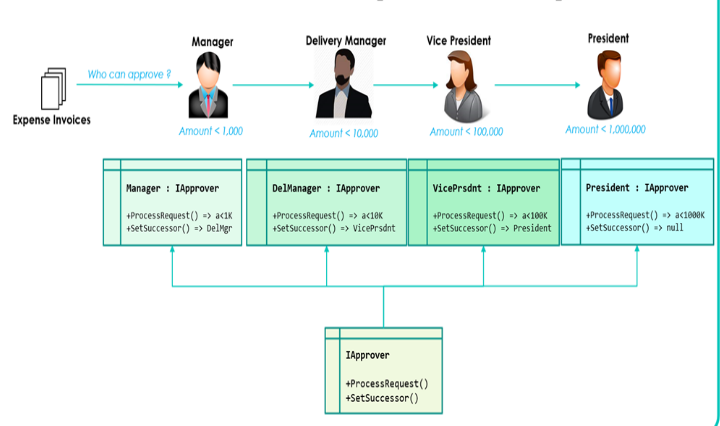 Manager
Delivery Manager
Vice President
President
Who can approve ?
Expense Invoices
Amount < 1,000
Amount < 10,000
Amount < 100,000
Amount < 1,000,000
Manager : IApprover
+ProcessRequest() => a<1K
+SetSuccessor() => DelMgr
DelManager : IApprover
+ProcessRequest() => a<10K
+SetSuccessor() => VicePrsdnt
VicePrsdnt : IApprover
+ProcessRequest() => a<100K
+SetSuccessor() => President
President : IApprover
+ProcessRequest() => a<1000K
+SetSuccessor() => null
IApprover
+ProcessRequest()
+SetSuccessor()